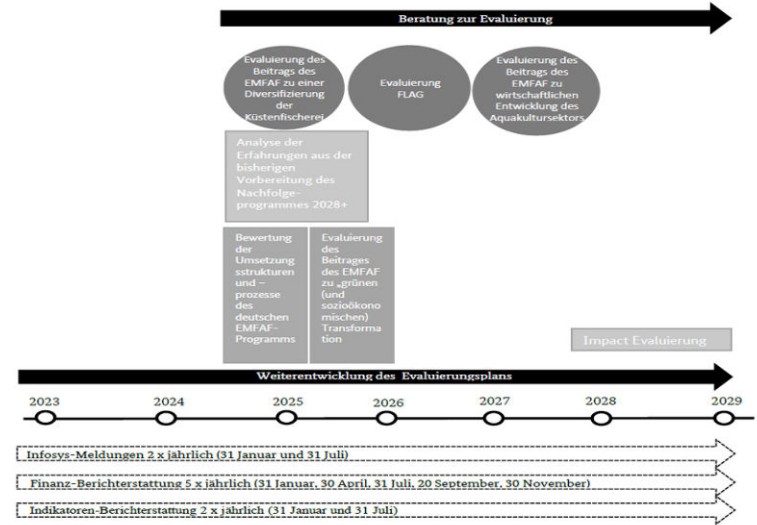 Beratung zur Evaluierung
Evaluierung des
Beitrags des
EMFAF zu einer
Diversifizierung
der
Küstenfischerei
Evaluierung
FLAG
Evaluierung des
Beitrags des
EMFAF zu
wirtschaftlichen
Entwicklung des
Aquakultursektors
Analyse der
Erfahrungen aus der
bisherigen
Vorbereitung des
Nachfolge-
programmes 2028+
Bewertung
der
Umsetzung
sstrukturen
und –
prozesse
des
deutschen
EMFAF-
Programms
Evaluierung
des
Beitrages
des EMFAF
zu „grünen
(und
sozioökono
mischen)
Transforma
tion
Impact Evaluierung
Weiterentwicklung des Evaluierungsplans
2023 2024 2025 2026 2027 2028 2029
Infosys-Meldungen 2 x jährlich (31 Januar und 31 Juli)
Finanz-Berichterstattung 5 x jährlich (31 Januar, 30 April, 31 Juli, 20 September, 30 November)
Indikatoren-Berichterstattung 2 x jährlich (31 Januar und 31 Juli)